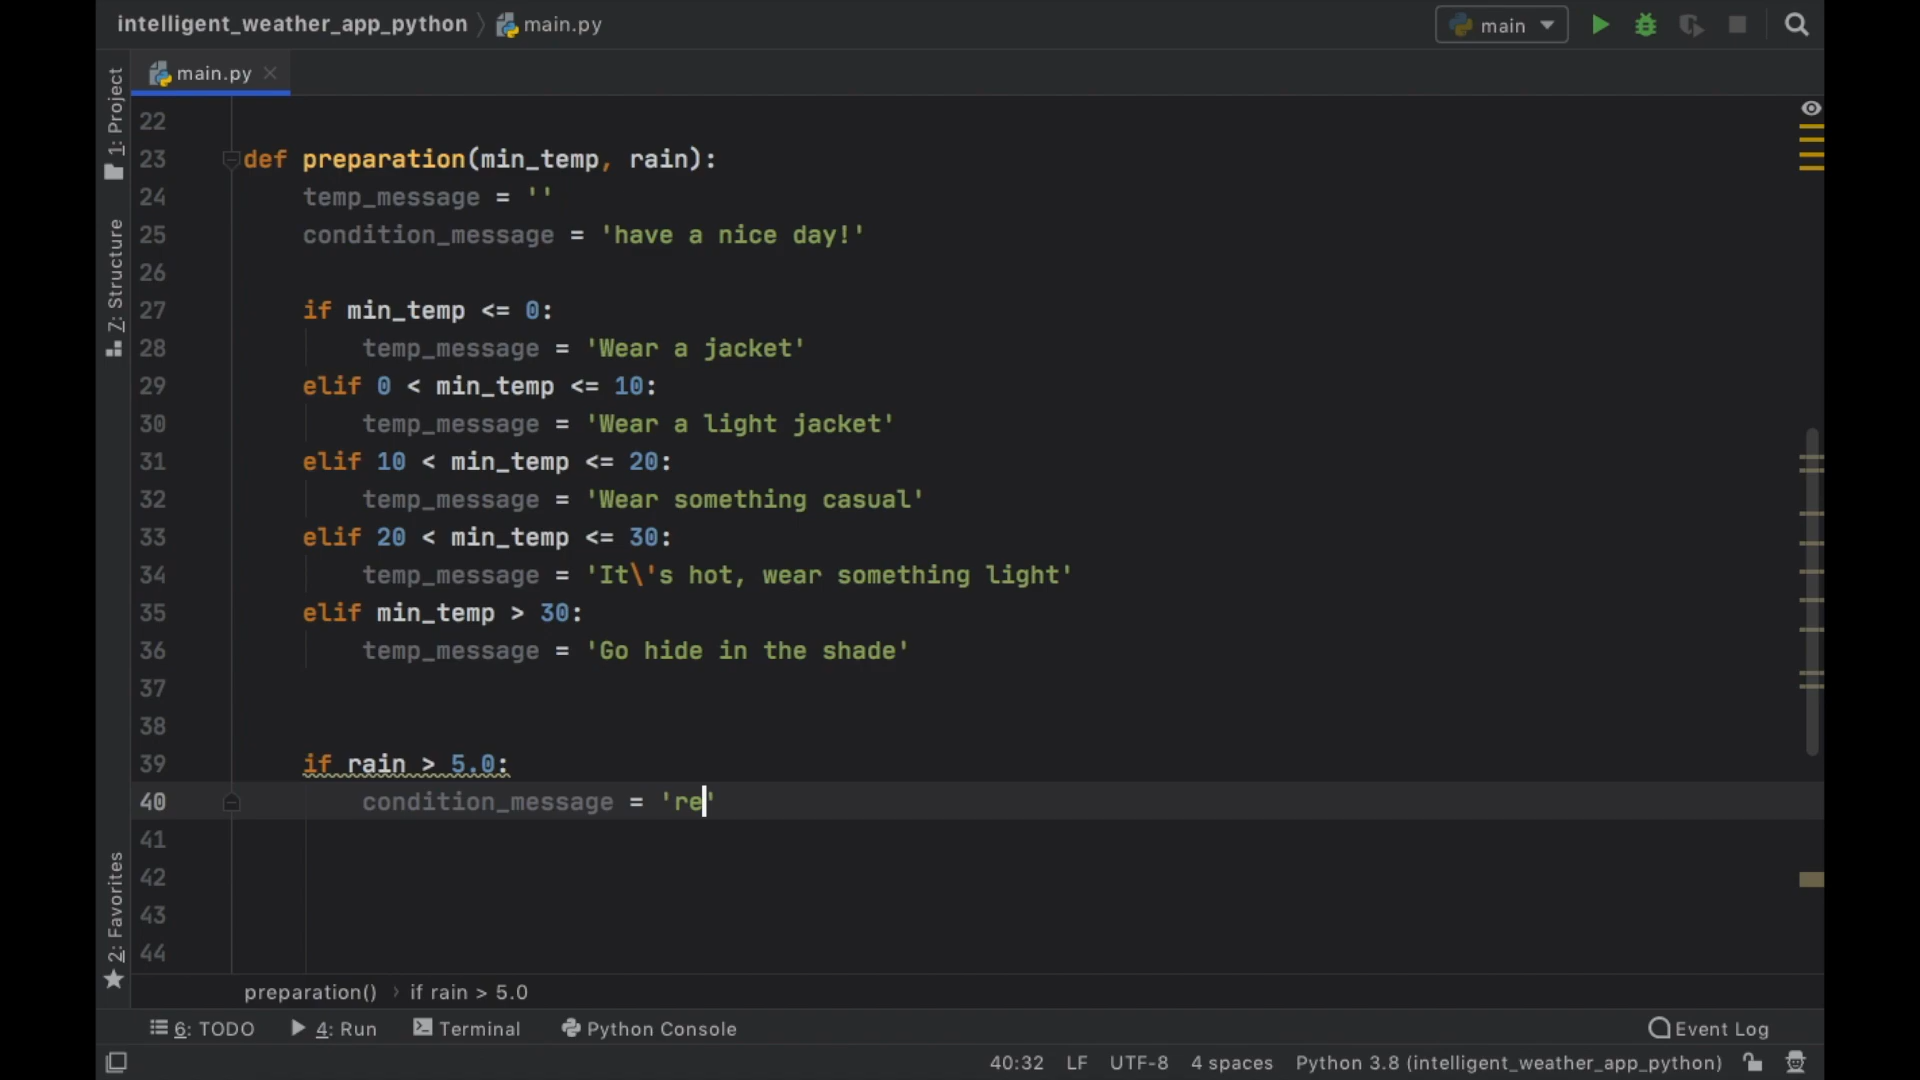 intelligent_weather_app_python
main.py
main
main.py
1: Project
Z: Structure
2: Favorites
22
23 def preparation(min_temp, rain):
24 temp_message = ''
25 condition_message = 'have a nice day!'
26
27 if min_temp <= 0:
28 temp_message = 'Wear a jacket'
29 elif 0 < min_temp <= 10:
30 temp_message = 'Wear a light jacket'
31 elif 10 < min_temp <= 20:
32 temp_message = 'Wear something casual'
33 elif 20 < min_temp <= 30:
34 temp_message = 'It\'s hot, wear something light'
35 elif min_temp > 30:
36 temp_message = 'Go hide in the shade'
37
38
39 if rain > 5.0:
40 condition_message = 're'
41
42
43
44
preparation() › if rain > 5.0
6: TODO 4: Run Terminal Python Console Event Log
40:32 LF UTF-8 4 spaces Python 3.8 (intelligent_weather_app_python)